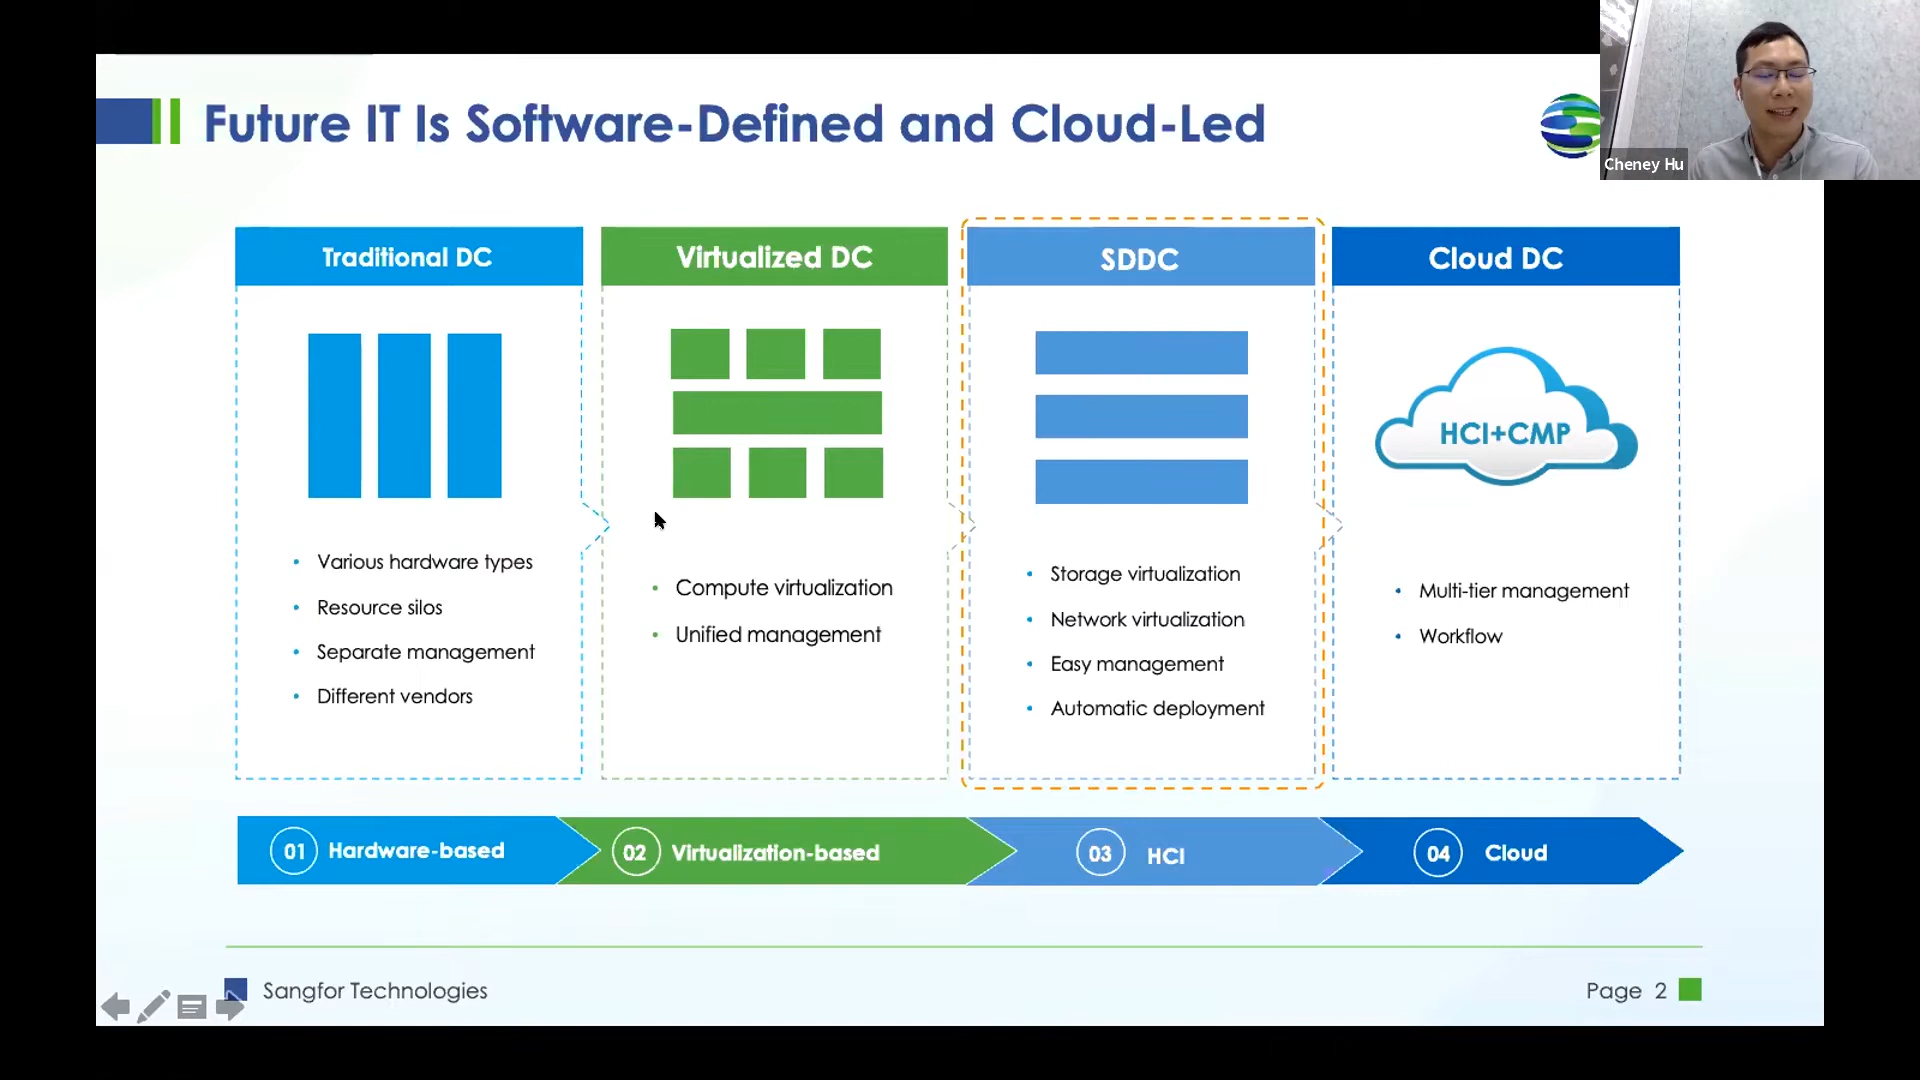 Future IT Is Software-Defined and Cloud-Led
Cheney Hu
Traditional DC
Various hardware types
Resource silos
Separate management
Different vendors
Virtualized DC
Compute virtualization
Unified management
SDDC
Storage virtualization
Network virtualization
Easy management
Automatic deployment
Cloud DC
HCI+CMP
Multi-tier management
Workflow
01 Hardware-based
02 Virtualization-based
03 HCI
04 Cloud
Sangfor Technologies
Page 2